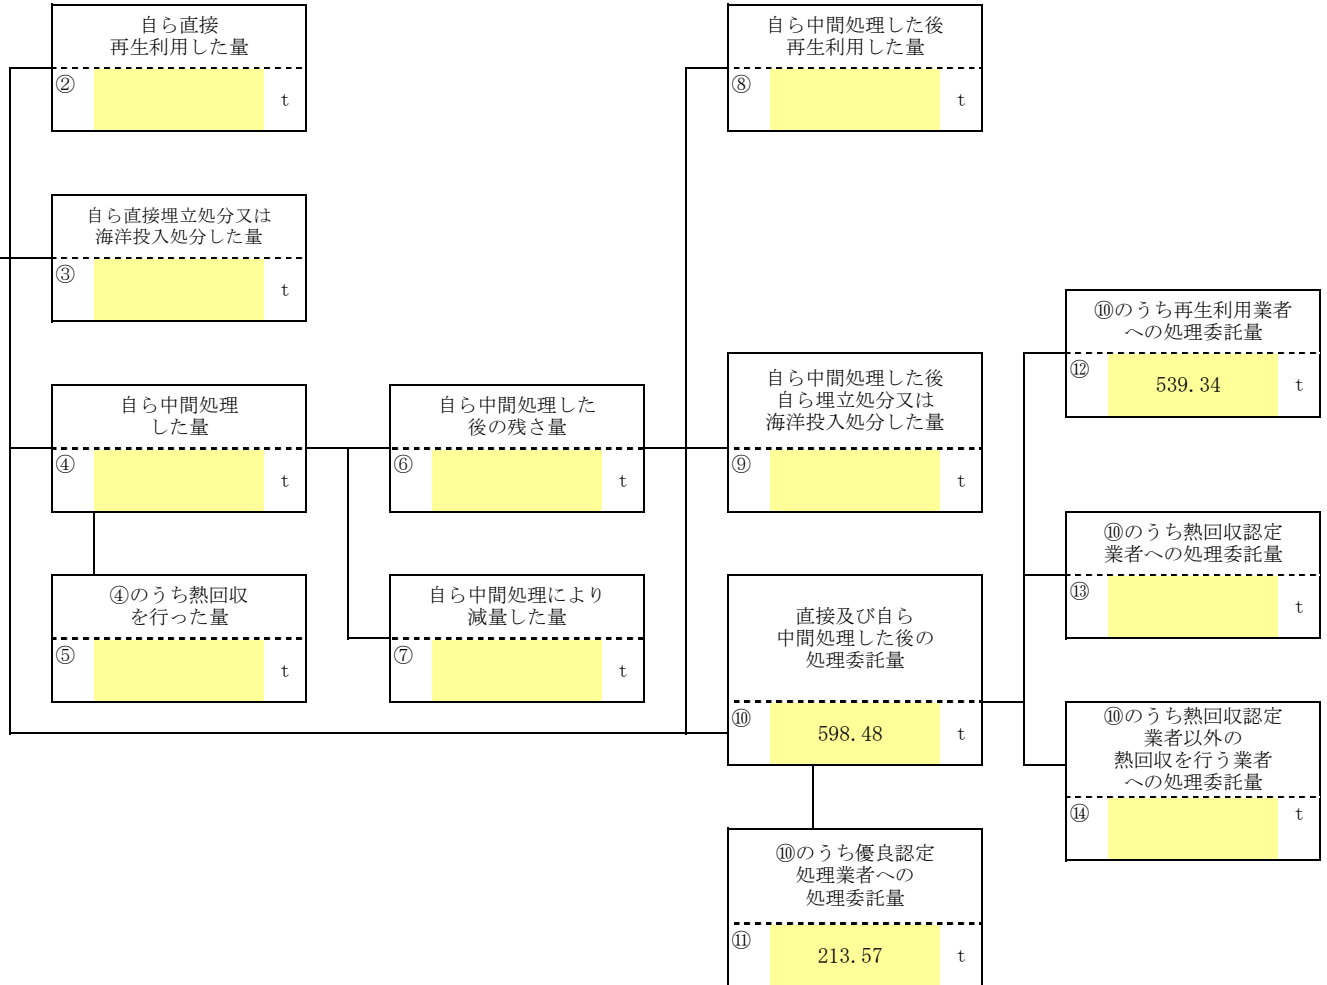 自ら直接
再生利用した量
②
t
自ら中間処理した後
再生利用した量
⑧
t
自ら直接埋立処分又は
海洋投入処分した量
③
t
⑩のうち再生利用業者
への処理委託量
⑫
539.34
t
自ら中間処理
した量
④
t
自ら中間処理した
後の残さ量
⑥
t
自ら中間処理した後
自ら埋立処分又は
海洋投入処分した量
⑨
t
⑩のうち熱回収認定
業者への処理委託量
⑬
t
④のうち熱回収
を行った量
⑤
t
自ら中間処理により
減量した量
⑦
t
直接及び自ら
中間処理した後の
処理委託量
⑩
598.48
t
⑩のうち熱回収認定
業者以外の
熱回収を行う業者
への処理委託量
⑭
t
⑩のうち優良認定
処理業者への
処理委託量
⑪
213.57
t